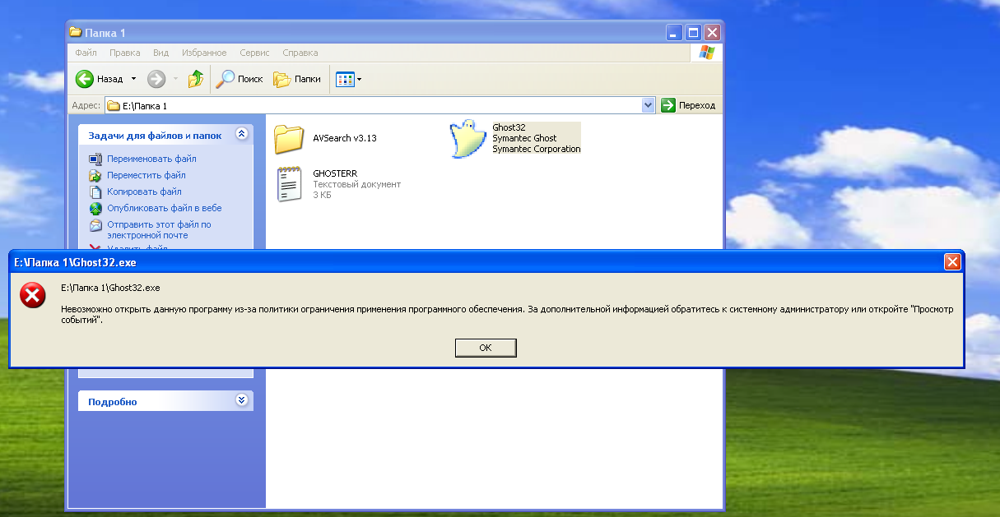 Папка 1
Файл Правка Вид Избранное Сервис Справка
Назад Поиск Папки
Адрес: E:\Папка 1 Переход
Задачи для файлов и папок
Переименовать файл
Переместить файл
Копировать файл
Опубликовать файл в вебе
Отправить этот файл по
электронной почте
Удалить файл
AVSearch v3.13
Ghost32
Symantec Ghost
Symantec Corporation
GHOSTERR
Текстовый документ
3 КБ
E:\Папка 1\Ghost32.exe
E:\Папка 1\Ghost32.exe
Невозможно открыть данную программу из-за политики ограничения применения программного обеспечения. За дополнительной информацией обратитесь к системному администратору или откройте "Просмотр
событий".
OK
Подробно